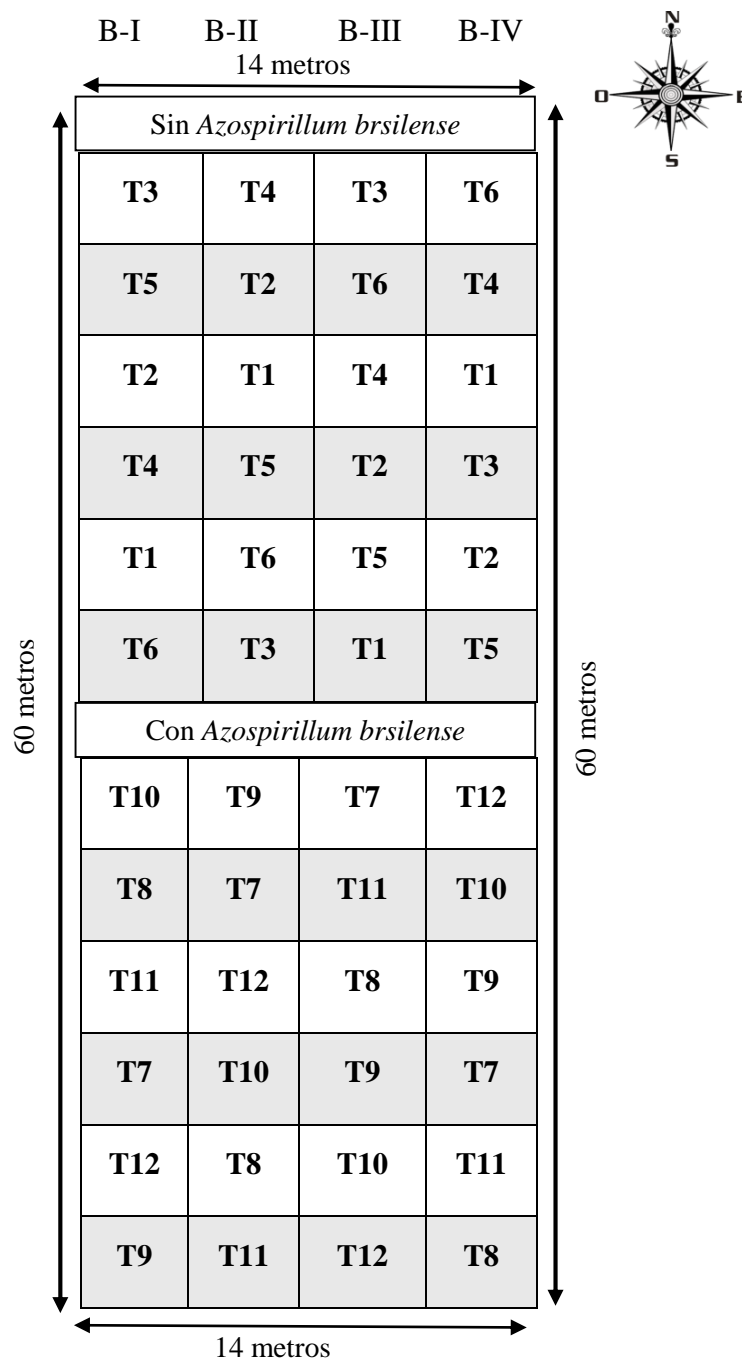 B-I B-II B-III B-IV
14 metros
N
O E
S
Sin Azospirillum brsilense
T3 T4 T3 T6
T5 T2 T6 T4
T2 T1 T4 T1
T4 T5 T2 T3
T1 T6 T5 T2
T6 T3 T1 T5
60 metros
60 metros
Con Azospirillum brsilense
T10 T9 T7 T12
T8 T7 T11 T10
T11 T12 T8 T9
T7 T10 T9 T7
T12 T8 T10 T11
T9 T11 T12 T8
14 metros